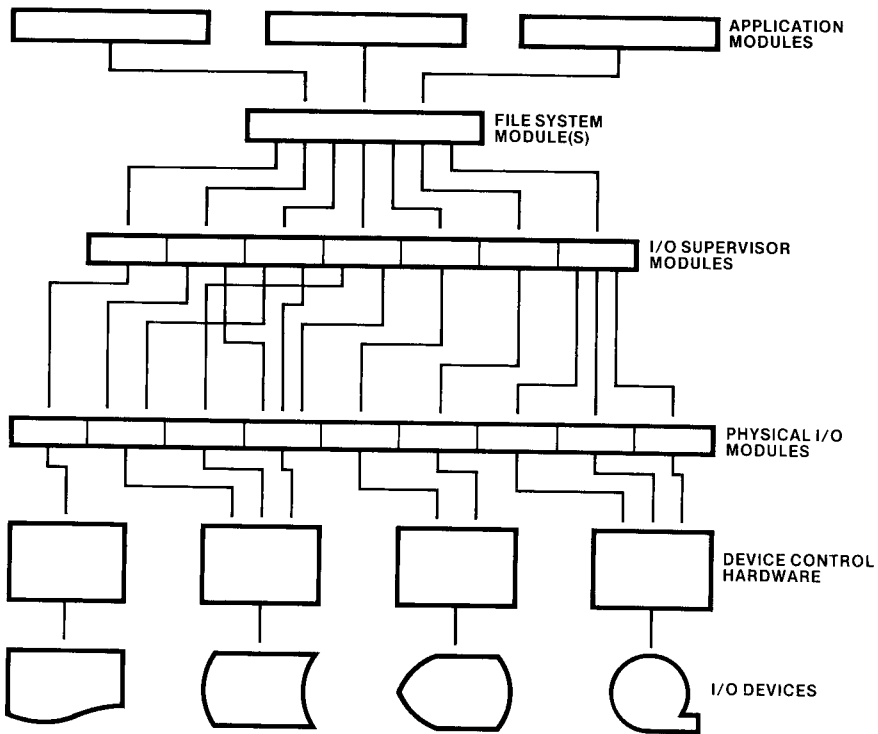 APPLICATION
MODULES
FILE SYSTEM
MODULE(S)
I/O SUPERVISOR
MODULES
PHYSICAL I/O
MODULES
DEVICE CONTROL
HARDWARE
I/O DEVICES